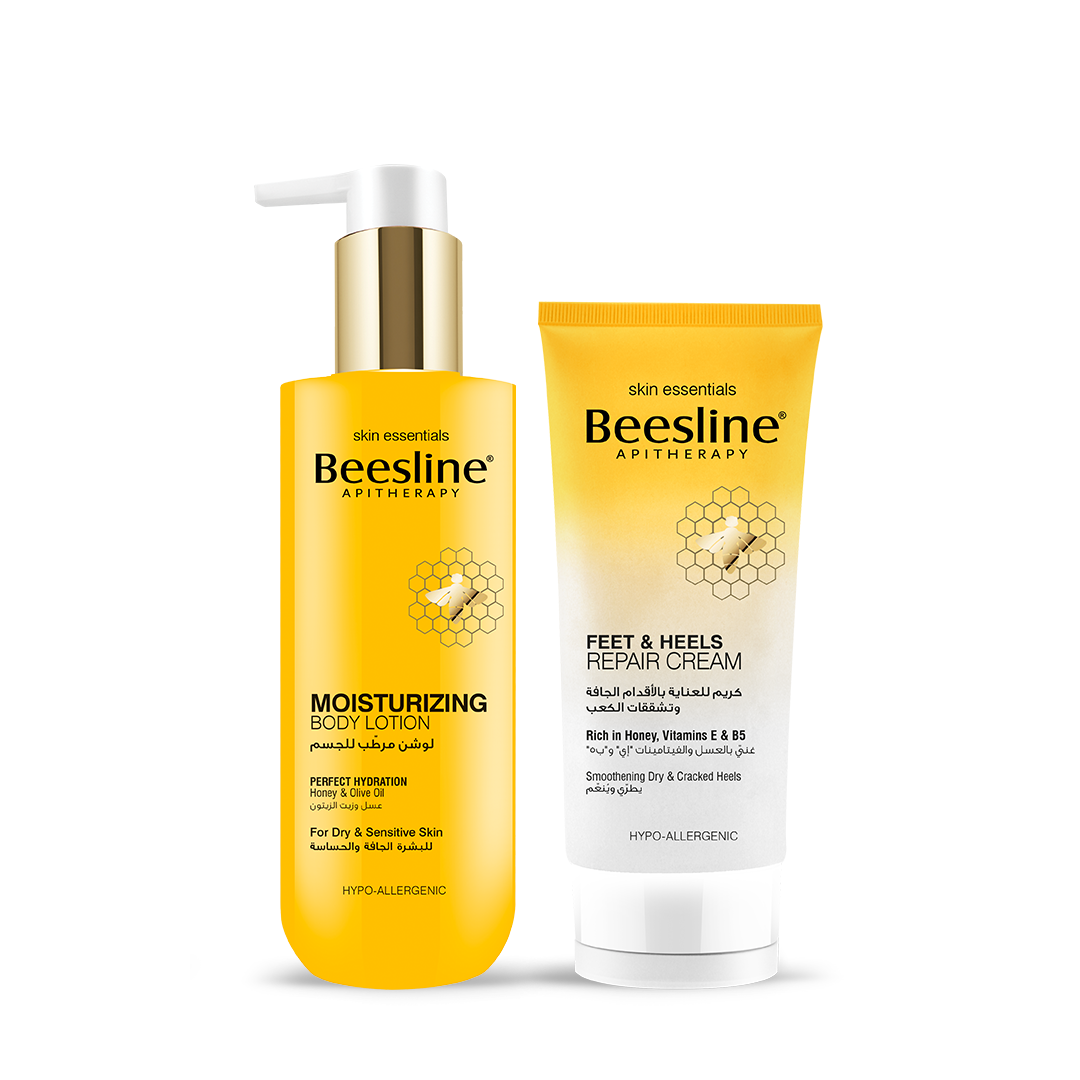 skin essentials
Beesline®
APITHERAPY
MOISTURIZING
BODY LOTION
لوشن مرطّب للجسم
PERFECT HYDRATION
Honey & Olive Oil
عسل وزيت الزيتون
For Dry & Sensitive Skin
للبشرة الجافة والحساسة
HYPO-ALLERGENIC
skin essentials
Beesline®
APITHERAPY
FEET & HEELS
REPAIR CREAM
كريم للعناية بالأقدام الجافة
وتشققات الكعب
Rich in Honey, Vitamins E & B5
غنيّ بالعسل والفيتامينات "إي" و"ب٥"
Smoothening Dry & Cracked Heels
يطرّي ويُنعّم
HYPO-ALLERGENIC